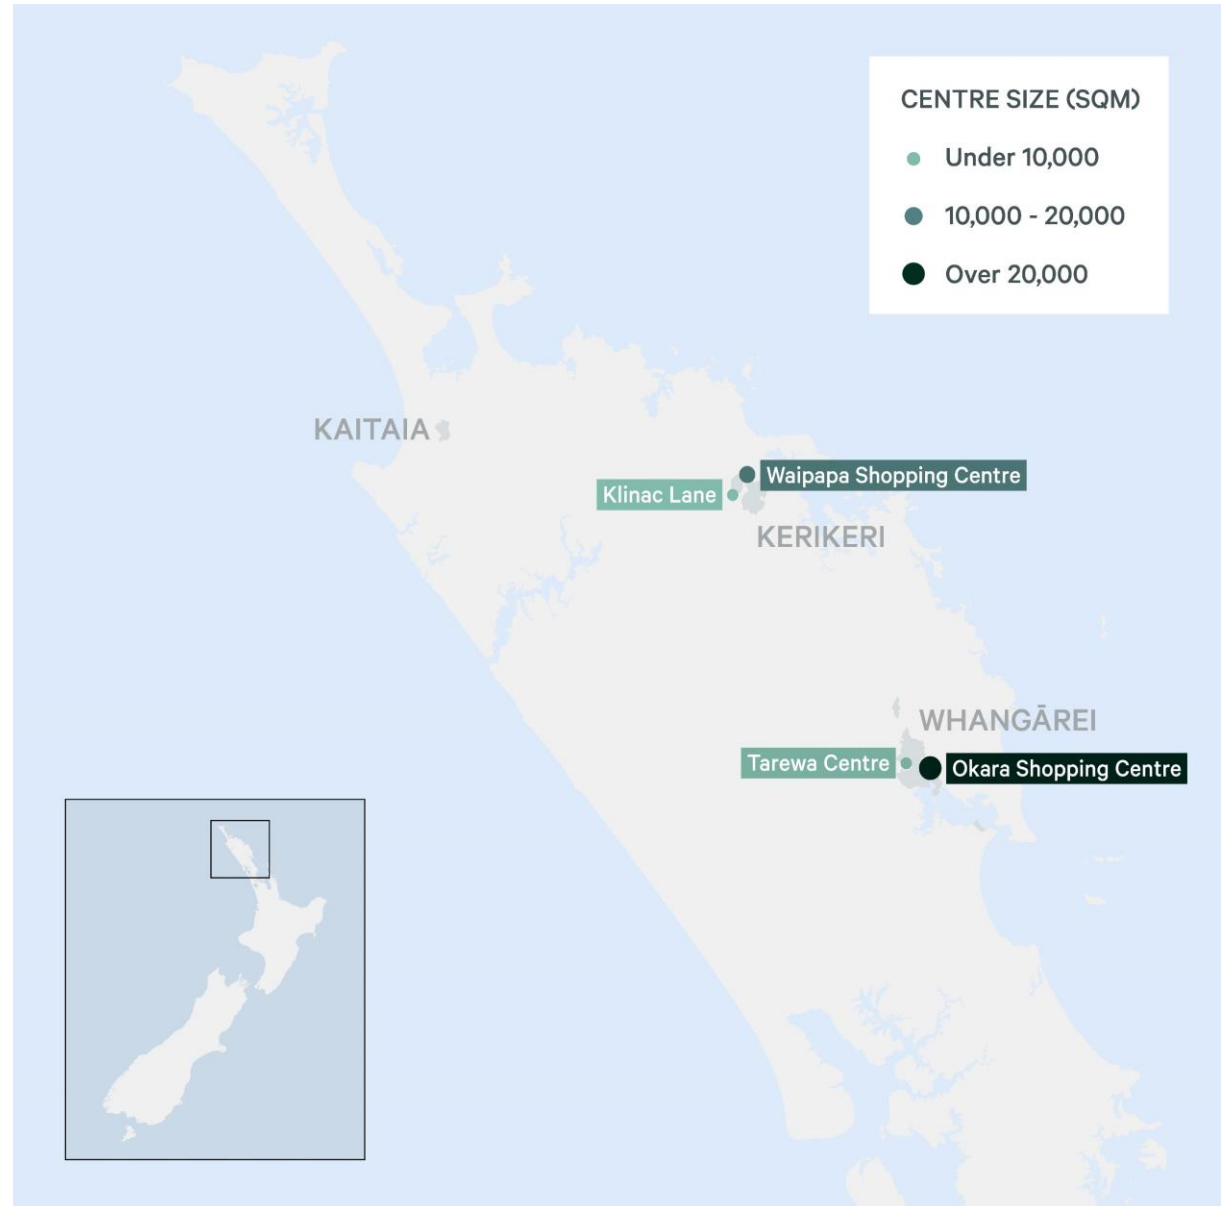 CENTRE SIZE (SQM)
Under 10,000
10,000 - 20,000
Over 20,000
KAITAIA
Waipapa Shopping Centre
Klinac Lane
KERIKERI
WHANGĀREI
Tarewa Centre
Okara Shopping Centre